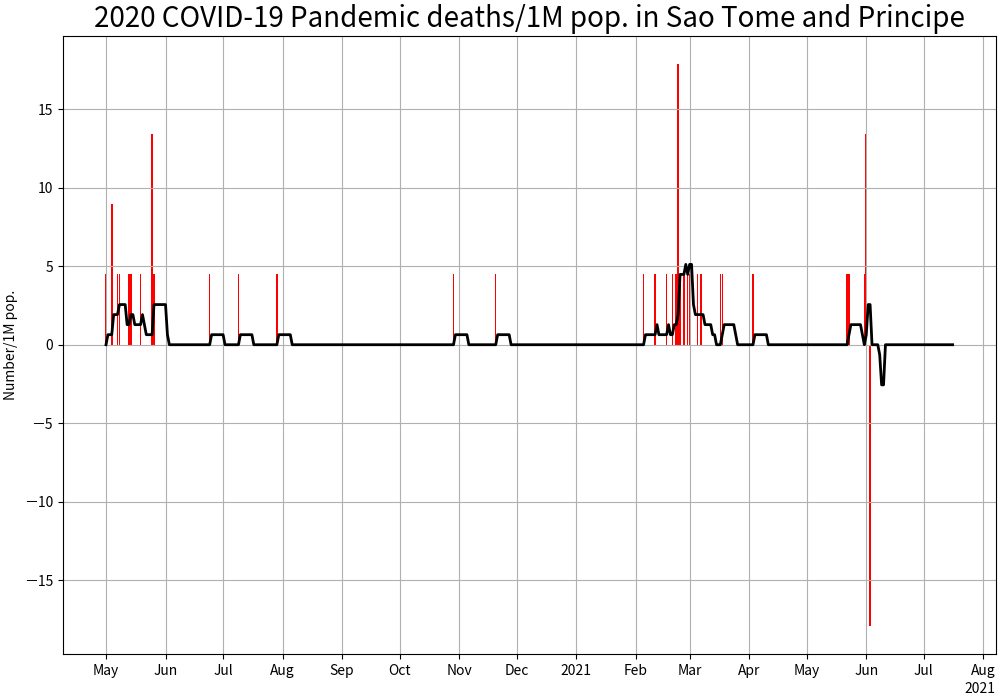 2020 COVID-19 Pandemic deaths/1M pop. in Sao Tome and Principe
Number/1M pop.
15
10
5
0
−5
−10
−15
May Jun Jul Aug Sep Oct Nov Dec 2021 Feb Mar Apr May Jun Jul Aug
2021